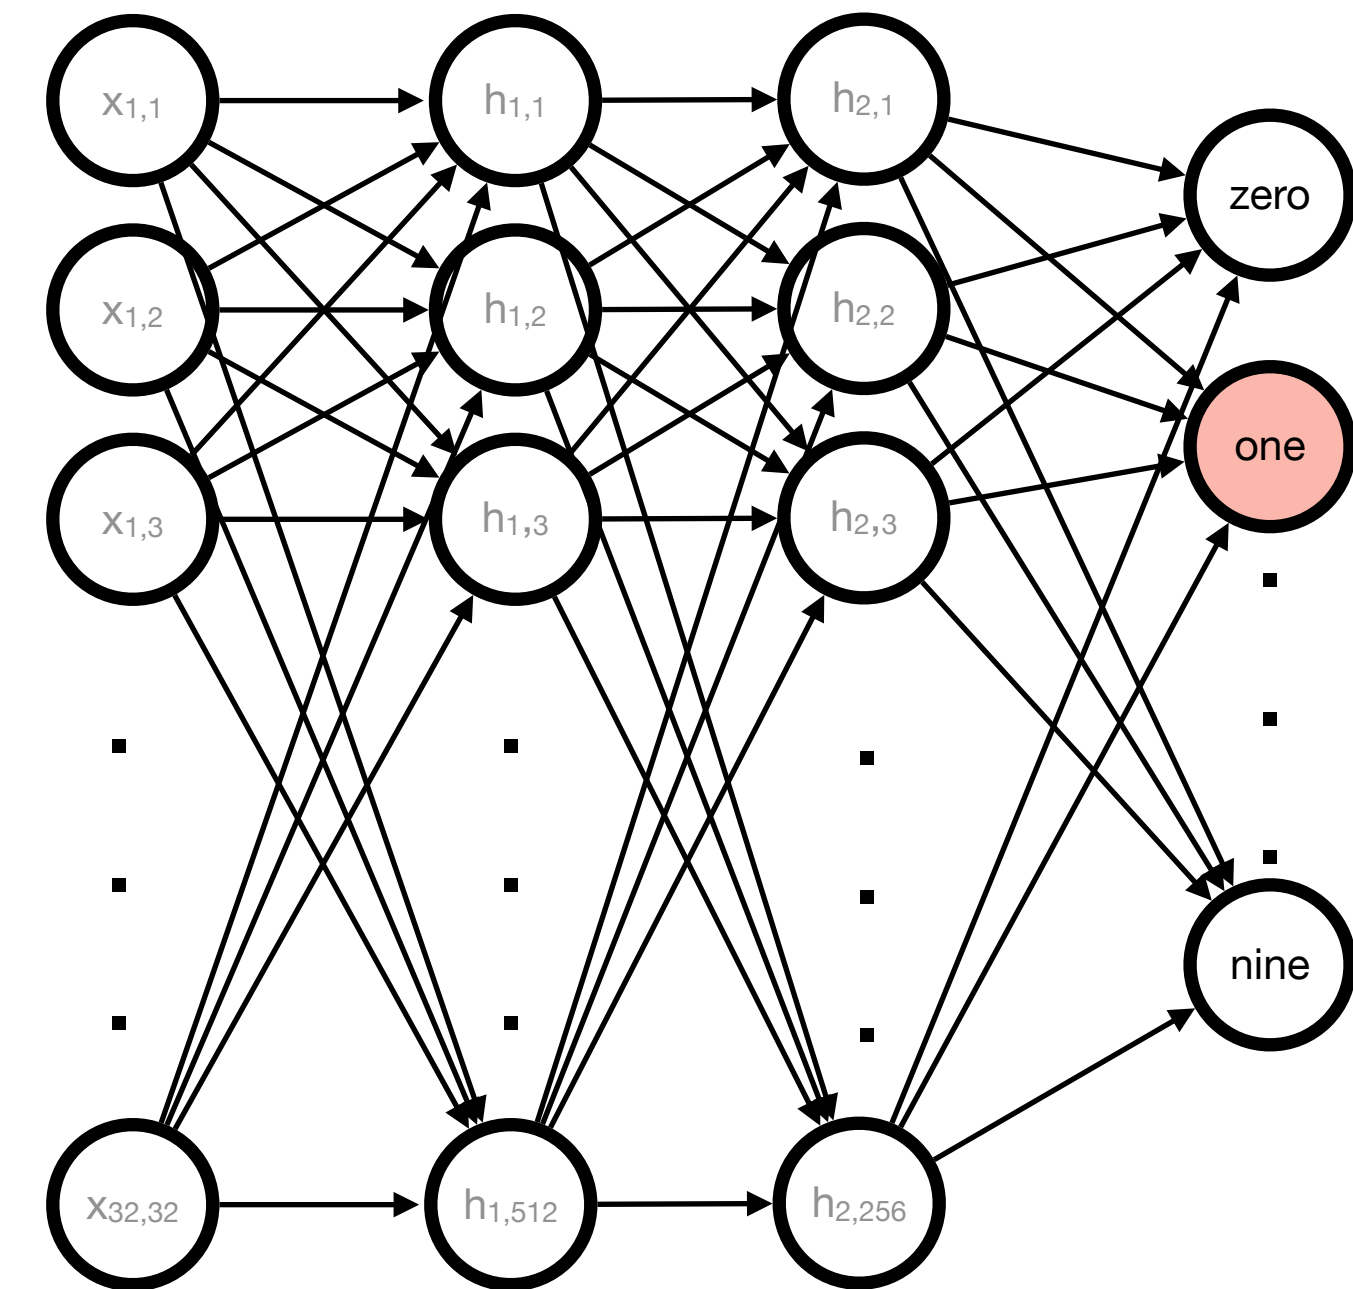 x1,1
h1,1
h2,1
zero
x1,2
h1,2
h2,2
one
x1,3
h1,3
h2,3
nine
x32,32
h1,512
h2,256